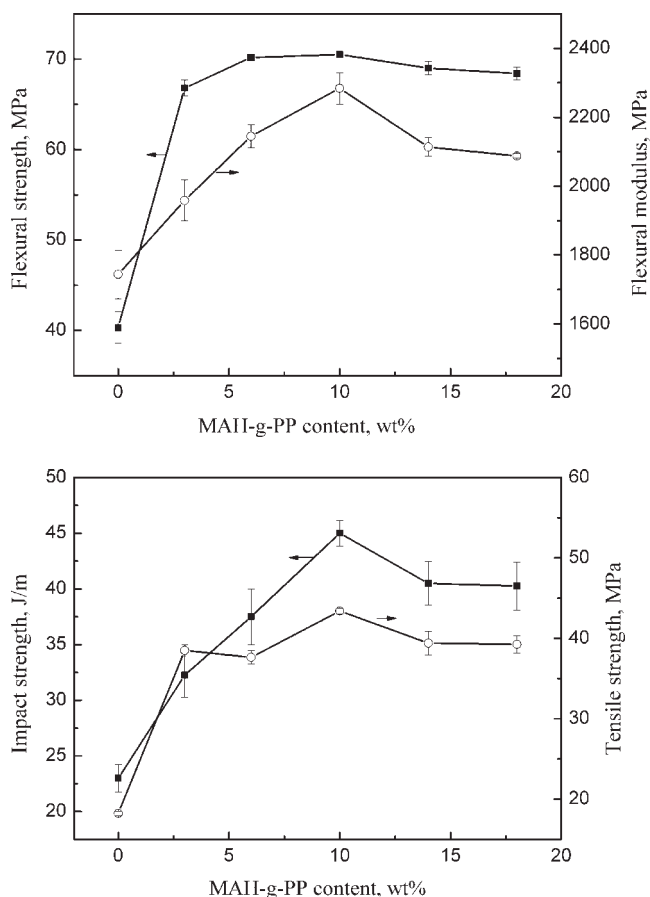 70
60
50
40
Flexural strength, MPa
2400
2200
2000
1800
1600
Flexural modulus, MPa
0 5 10 15 20
MAH-g-PP content, wt%
50
45
40
35
30
25
20
Impact strength, J/m
60
50
40
30
20
Tensile strength, MPa
0 5 10 15 20
MAH-g-PP content, wt%